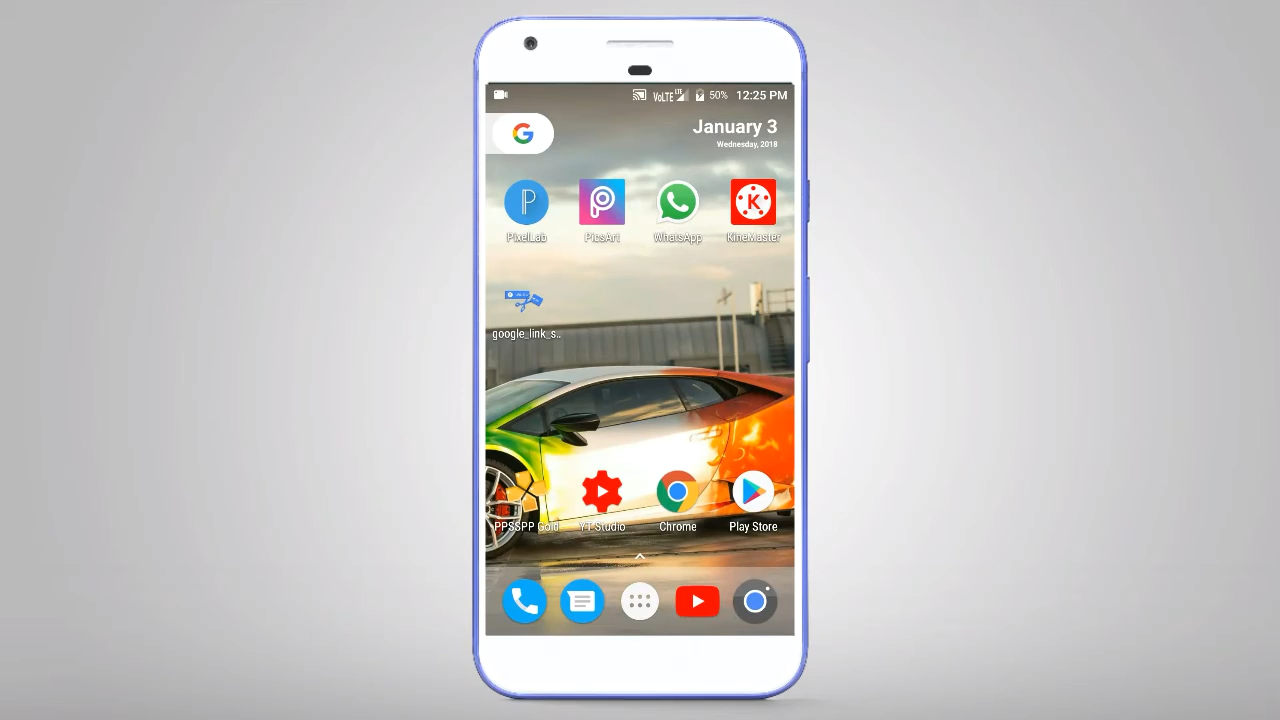 VoLTE LTE 50% 12:25 PM
G
January 3
Wednesday, 2018
P
K
PixelLab PicsArt WhatsApp KineMaster
google_link_s..
PPSSPP Gold YT Studio Chrome Play Store